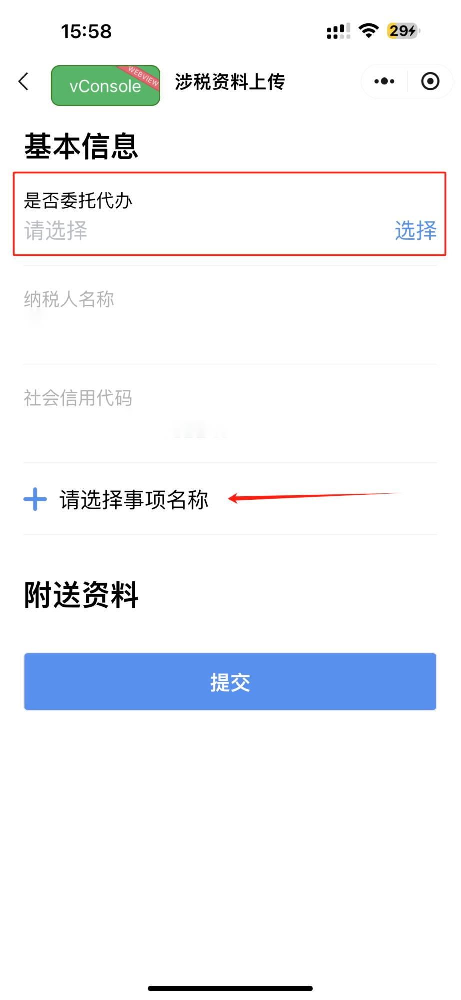 15:58
29
vConsole
WEBVIEW
涉税资料上传
基本信息
是否委托代办
请选择
选择
纳税人名称
社会信用代码
请选择事项名称
附送资料
提交